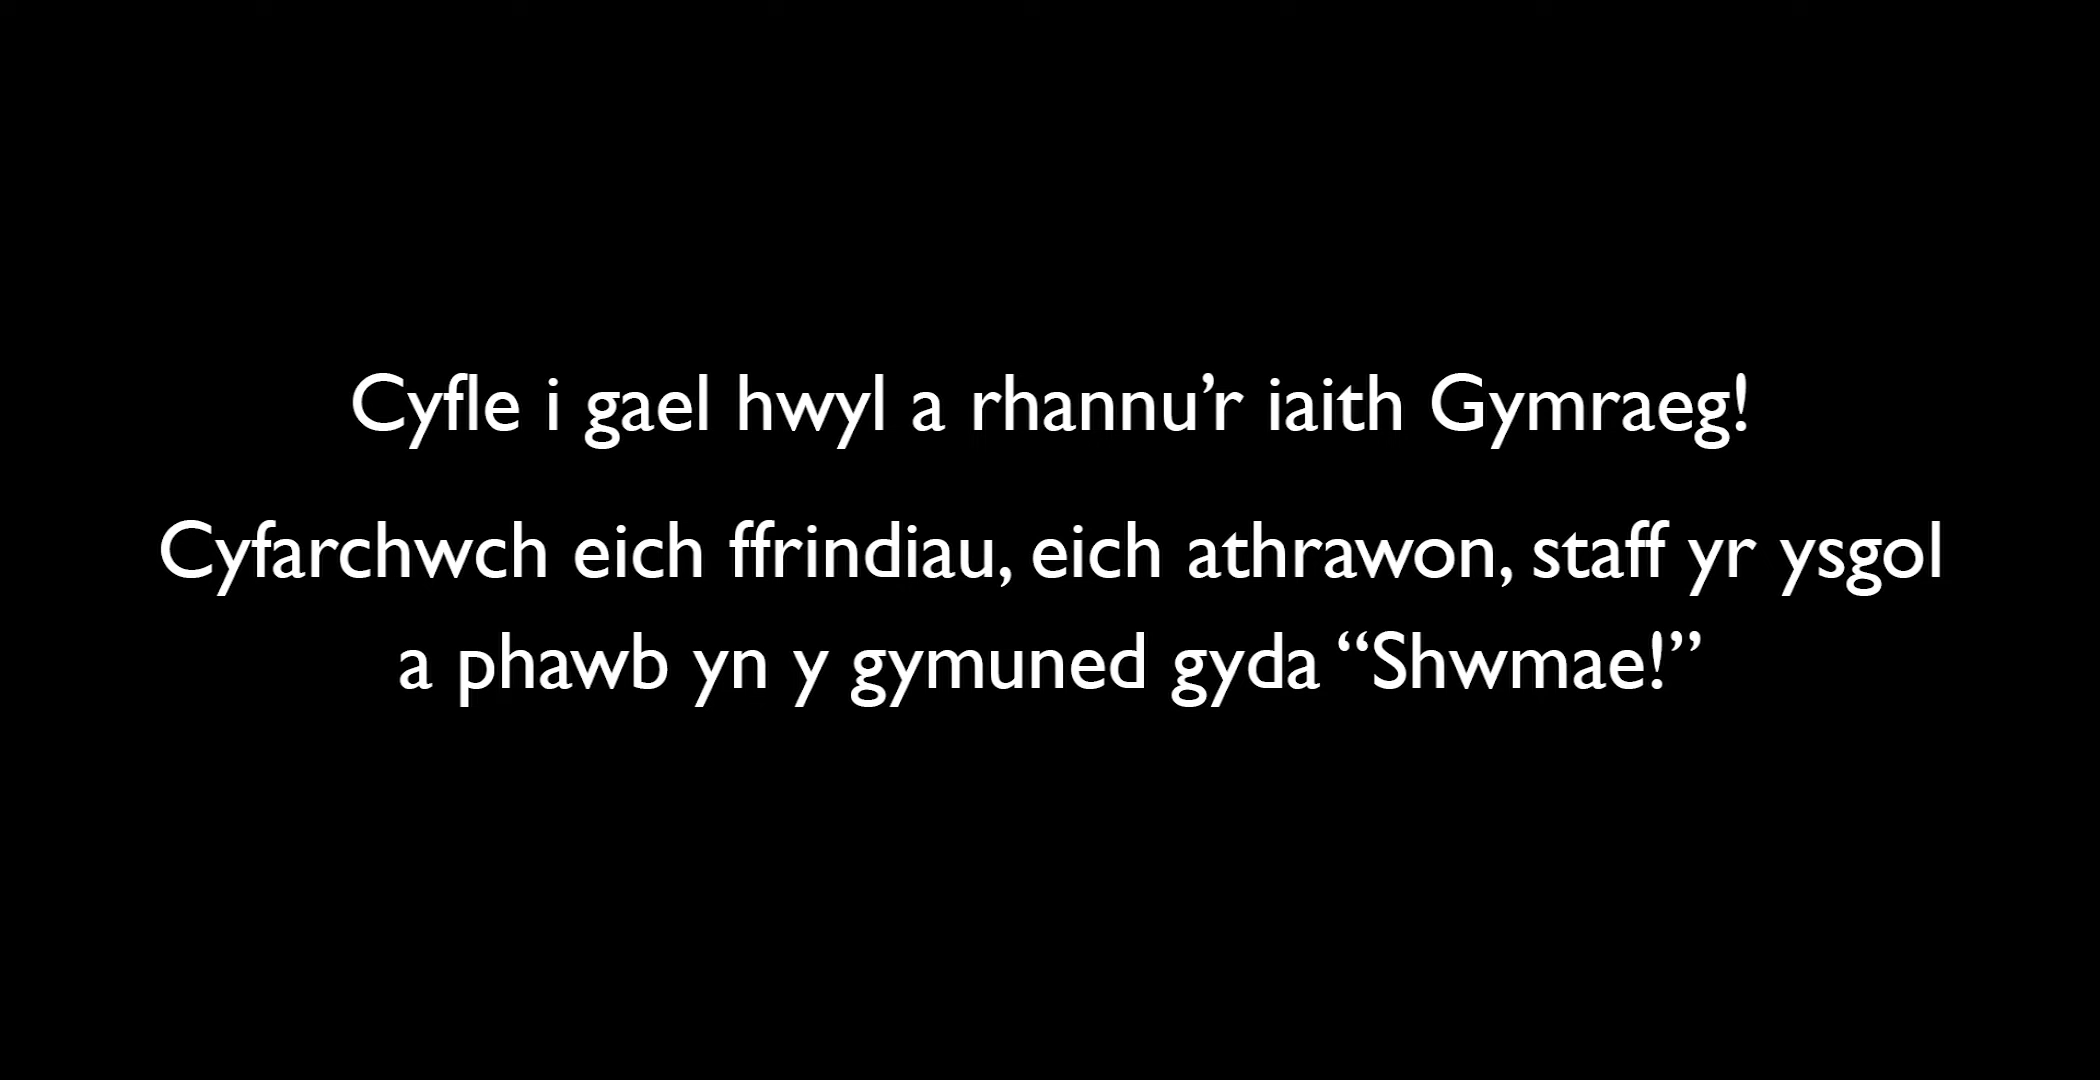 Cyfle i gael hwyl a rhannu’r iaith Gymraeg!
Cyfarchwch eich ffrindiau, eich athrawon, staff yr ysgol
a phawb yn y gymuned gyda “Shwmae!”